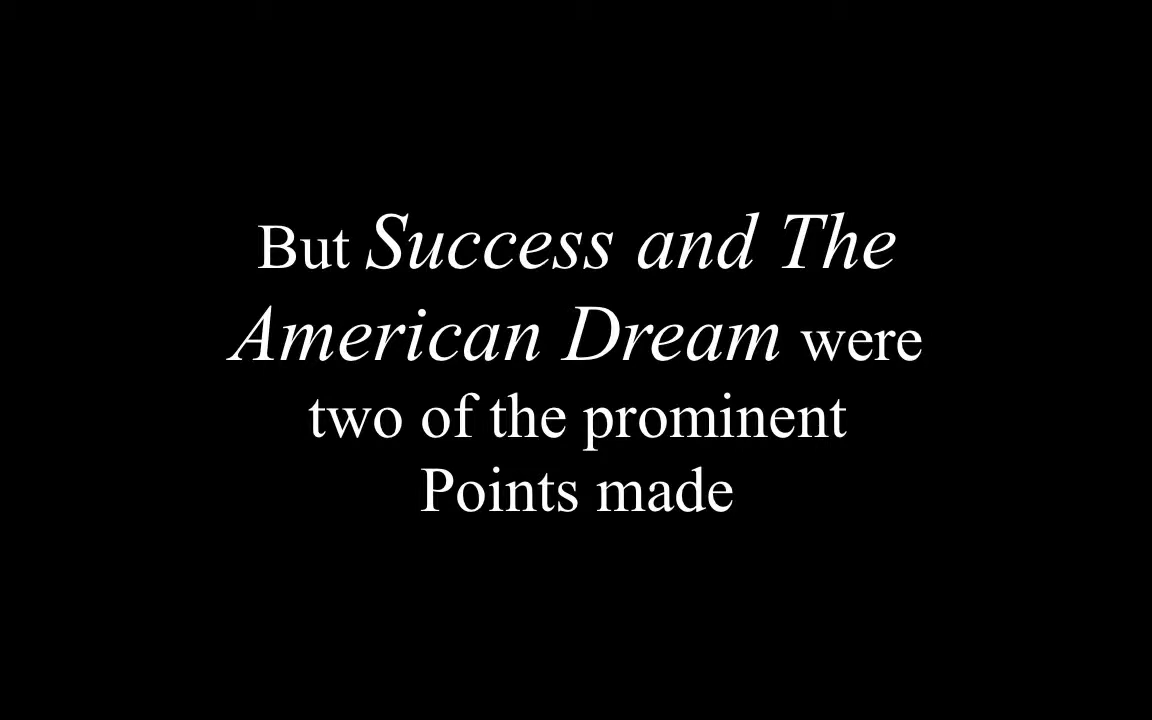 But Success and The
American Dream were
two of the prominent
Points made